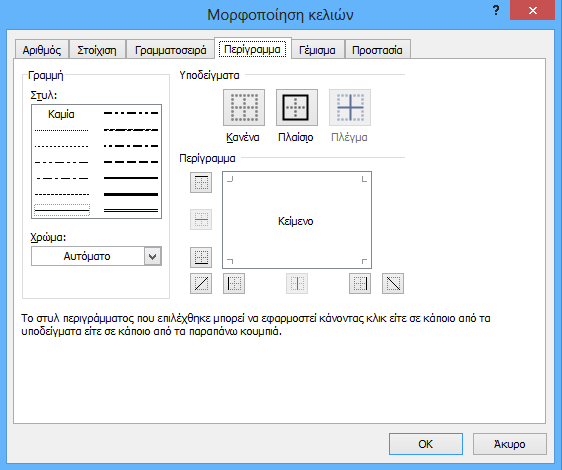 Μορφοποίηση κελιών
?
Αριθμός Στοίχιση Γραμματοσειρά Περίγραμμα Γέμισμα Προστασία
Γραμμή
Στυλ:
Καμία
Χρώμα:
Αυτόματο
Υποδείγματα
Κανένα Πλαίσιο Πλέγμα
Περίγραμμα
Κείμενο
Το στυλ περιγράμματος που επιλέχθηκε μπορεί να εφαρμοστεί κάνοντας κλικ είτε σε κάποιο από τα
υποδείγματα είτε σε κάποιο από τα παραπάνω κουμπιά.
OK Άκυρο